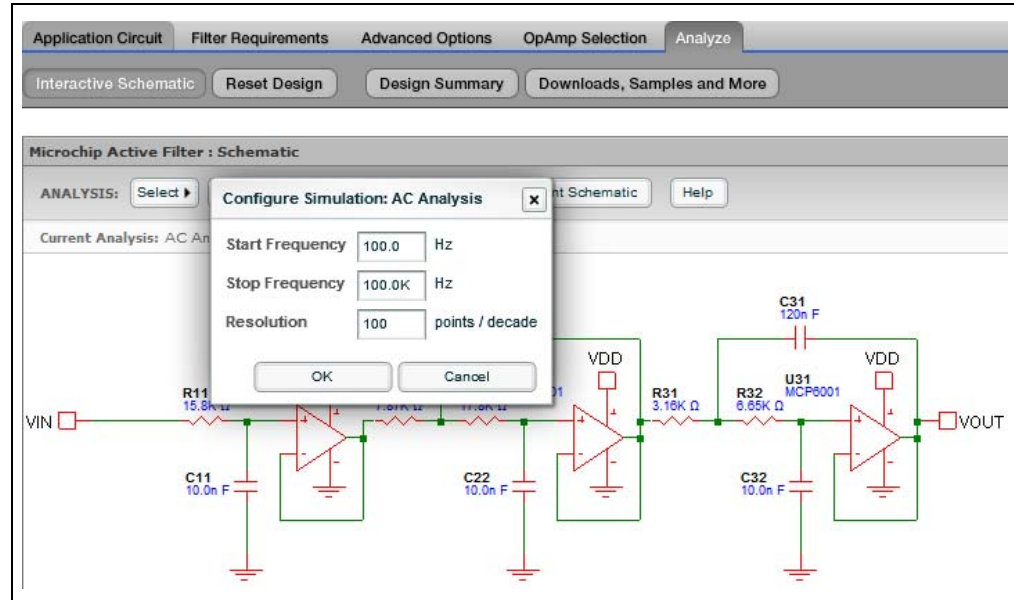 Application Circuit Filter Requirements Advanced Options OpAmp Selection Analyze
Interactive Schematic Reset Design Design Summary Downloads, Samples and More
Microchip Active Filter : Schematic
ANALYSIS: Select Schematic Help
Current Analysis: AC
Configure Simulation: AC Analysis x
Start Frequency 100.0 Hz
Stop Frequency 100.0K Hz
Resolution 100 points / decade
OK Cancel
C31
120n F
VDD
VDD
R11
15.8K Ω
R31
3.16K Ω
R32
6.65K Ω
U31
MCP6001
VIN
VOUT
C11
10.0n F
C22
10.0n F
C32
10.0n F